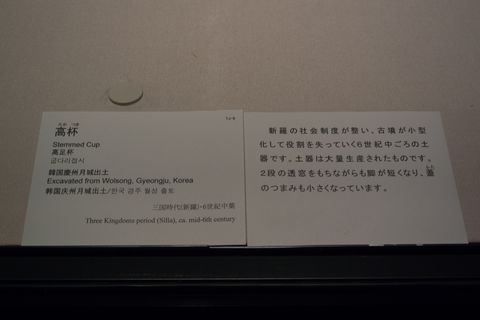 たか つき
高杯
Stemmed Cup
高足杯
굽다리접시
韓国慶州月城出土
Excavated from Wolsong, Gyeongju, Korea
韩国庆州月城出土/한국 경주 월성 출토
三国時代(新羅)・6世紀中葉
Three Kingdoms period (Silla), ca. mid-6th century
新羅の社会制度が整い、古墳が小型
化して役割を失っていく6世紀中ごろの土
器です。土器は大量生産されたものです。
2段の透窓をもちながらも脚が短くなり、蓋
のつまみも小さくなっています。